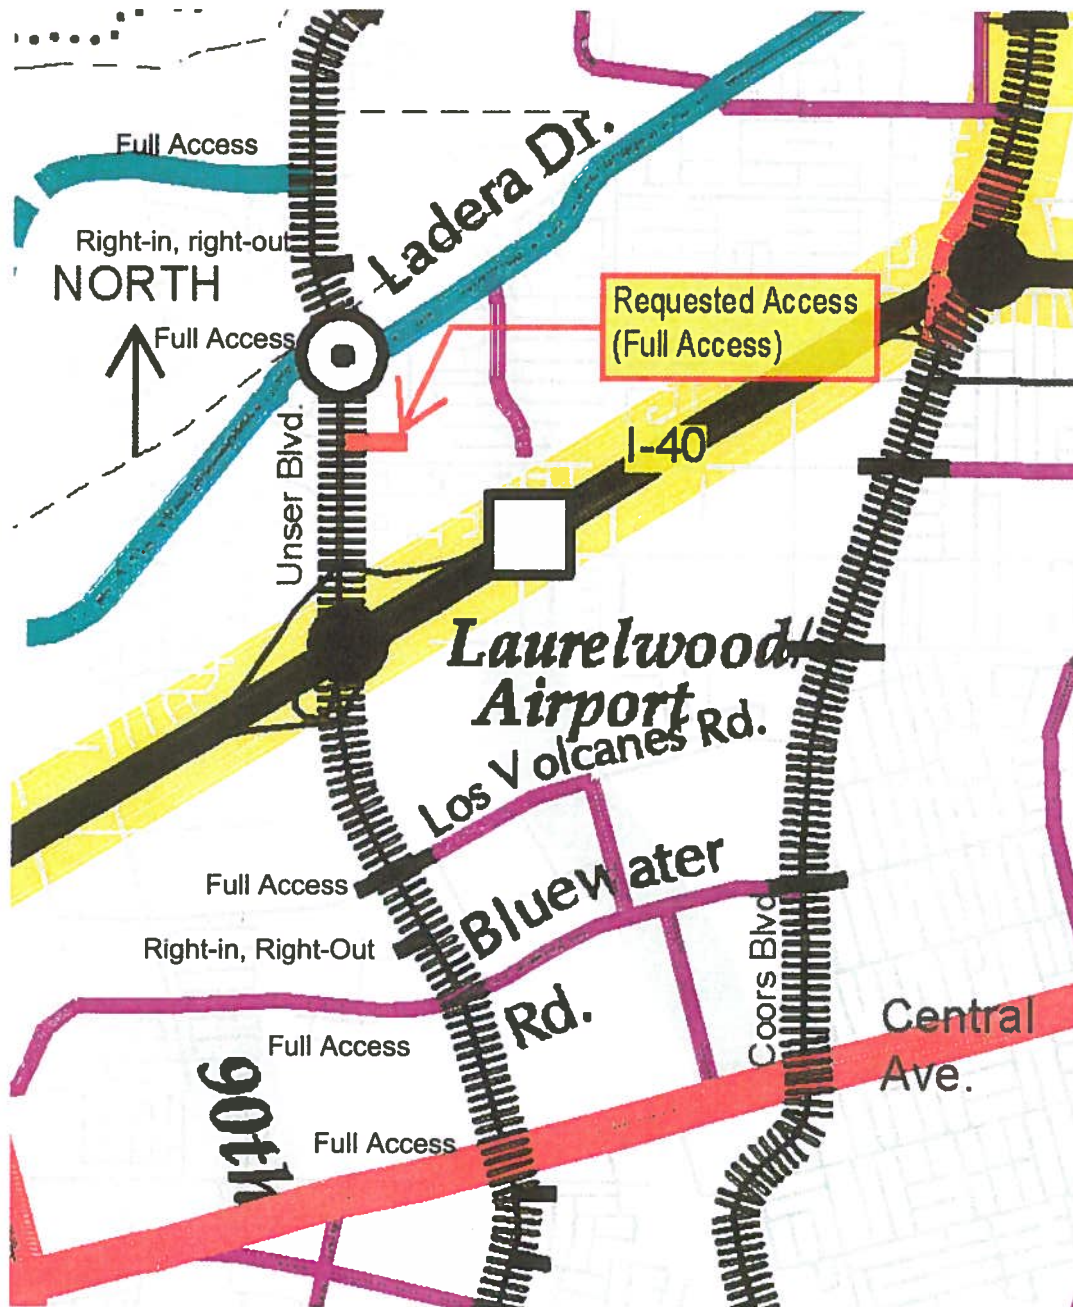 Full Access
Ladera Dr.
Right-in, right-out
NORTH
Requested Access
(Full Access)
Full Access
Unser Blvd.
I-40
Laurelwood/
Airport
Los Volcanes Rd.
Full Access
Bluewater
Right-in, Right-Out
Rd.
Coors Blvd
Central
Ave.
Full Access
90th
Full Access